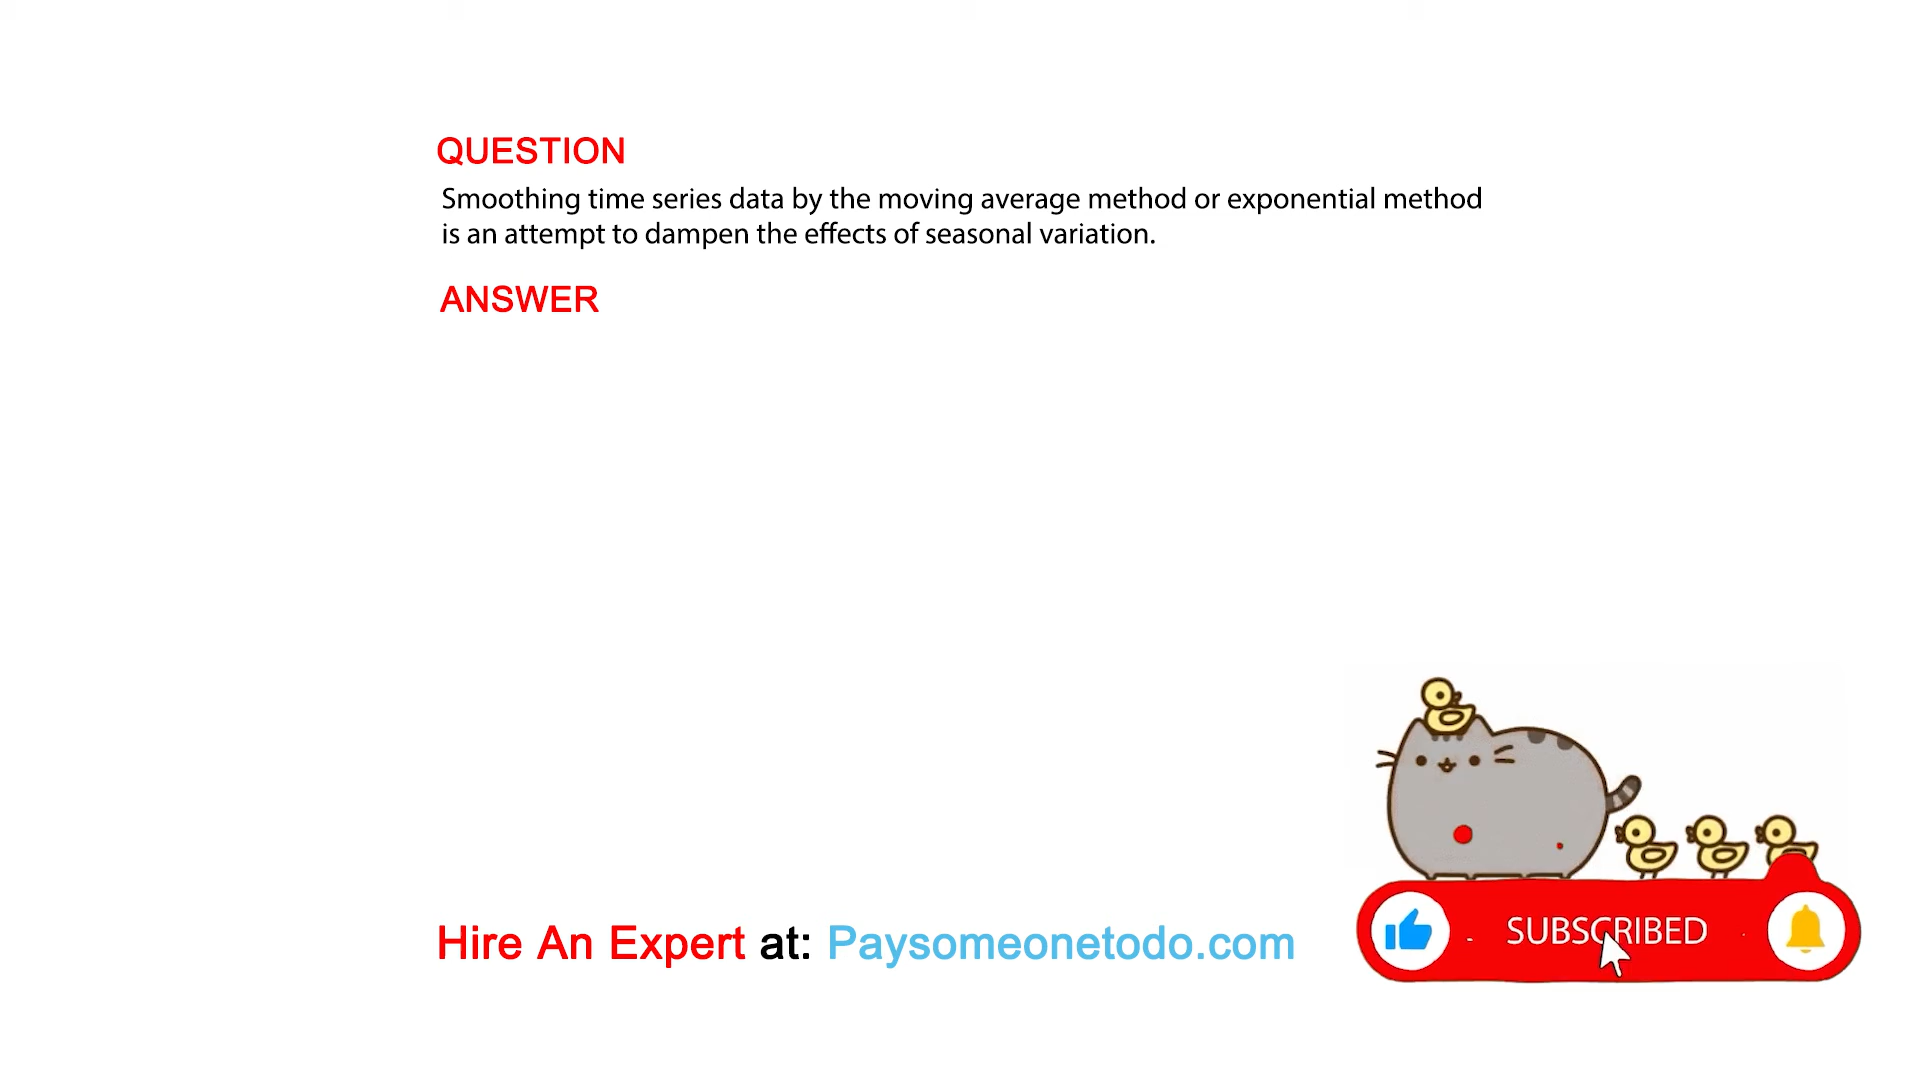 QUESTION
Smoothing time series data by the moving average method or exponential method
is an attempt to dampen the effects of seasonal variation.
ANSWER
Hire An Expert at: Paysomeonetodo.com
SUBSCRIBED